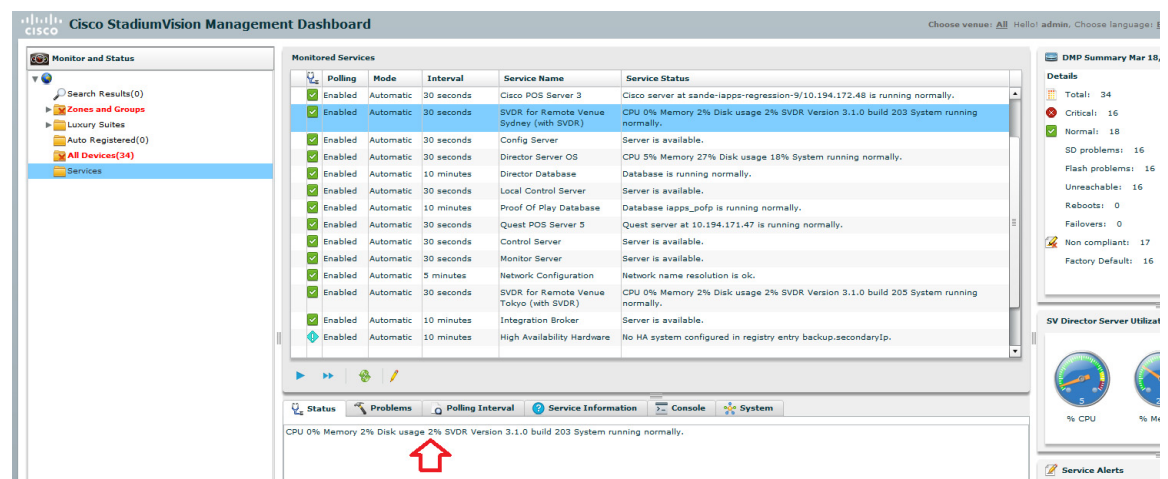 CISCO
Cisco StadiumVision Management Dashboard
Choose venue: All Hello! admin, Choose language:
Monitor and Status
Search Results(0)
Zones and Groups
Luxury Suites
Auto Registered(0)
All Devices(34)
Services
Monitored Services
Polling Mode Interval Service Name Service Status
Enabled Automatic 30 seconds Cisco POS Server 3 Cisco server at sande-iapps-regression-9/10.194.172.48 is running normally.
Enabled Automatic 30 seconds SVDR for Remote Venue CPU 0% Memory 2% Disk usage 2% SVDR Version 3.1.0 build 203 System running
Sydney (with SVDR) normally.
Enabled Automatic 30 seconds Config Server Server is available.
Enabled Automatic 30 seconds Director Server OS CPU 5% Memory 27% Disk usage 18% System running normally.
Enabled Automatic 10 minutes Director Database Database is running normally.
Enabled Automatic 30 seconds Local Control Server Server is available.
Enabled Automatic 10 minutes Proof Of Play Database Database iapps_pofp is running normally.
Enabled Automatic 30 seconds Quest POS Server 5 Quest server at 10.194.171.47 is running normally.
Enabled Automatic 30 seconds Control Server Server is available.
Enabled Automatic 30 seconds Monitor Server Server is available.
Enabled Automatic 5 minutes Network Configuration Network name resolution is ok.
Enabled Automatic 30 seconds SVDR for Remote Venue CPU 0% Memory 2% Disk usage 2% SVDR Version 3.1.0 build 205 System running
Tokyo (with SVDR) normally.
Enabled Automatic 10 minutes Integration Broker Server is available.
Enabled Automatic 10 minutes High Availability Hardware No HA system configured in registry entry backup.secondaryIp.
Status Problems Polling Interval Service Information Console System
CPU 0% Memory 2% Disk usage 2% SVDR Version 3.1.0 build 203 System running normally.
DMP Summary Mar 18,
Details
Total: 34
Critical: 16
Normal: 18
SD problems: 16
Flash problems: 16
Unreachable: 16
Reboots: 0
Failovers: 0
Non compliant: 17
Factory Default: 16
SV Director Server Utilizat
5 2
% CPU % Me
Service Alerts